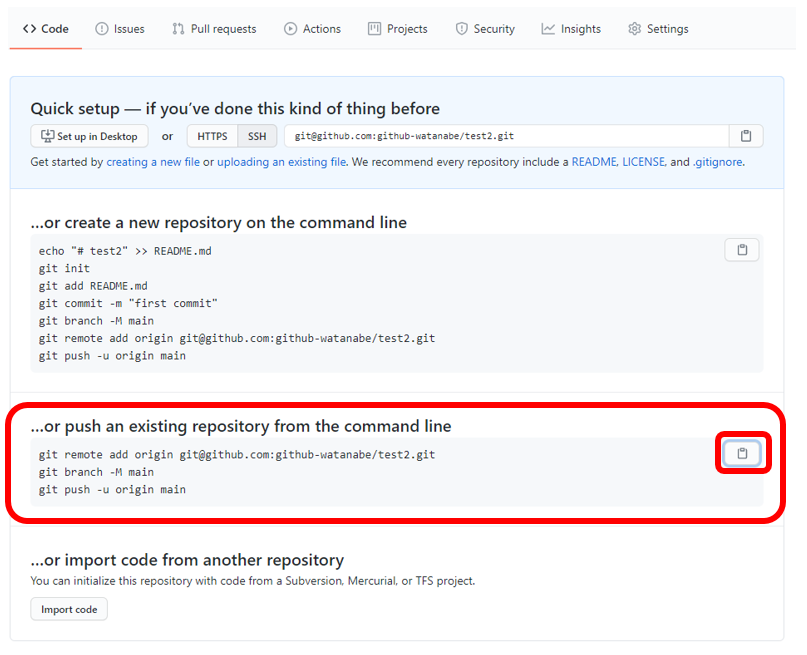 Code Issues Pull requests Actions Projects Security Insights Settings
Quick setup — if you’ve done this kind of thing before
Set up in Desktop or HTTPS SSH git@github.com:github-watanabe/test2.git
Get started by creating a new file or uploading an existing file. We recommend every repository include a README, LICENSE, and .gitignore.
…or create a new repository on the command line
echo "# test2" >> README.md
git init
git add README.md
git commit -m "first commit"
git branch -M main
git remote add origin git@github.com:github-watanabe/test2.git
git push -u origin main
…or push an existing repository from the command line
git remote add origin git@github.com:github-watanabe/test2.git
git branch -M main
git push -u origin main
…or import code from another repository
You can initialize this repository with code from a Subversion, Mercurial, or TFS project.
Import code